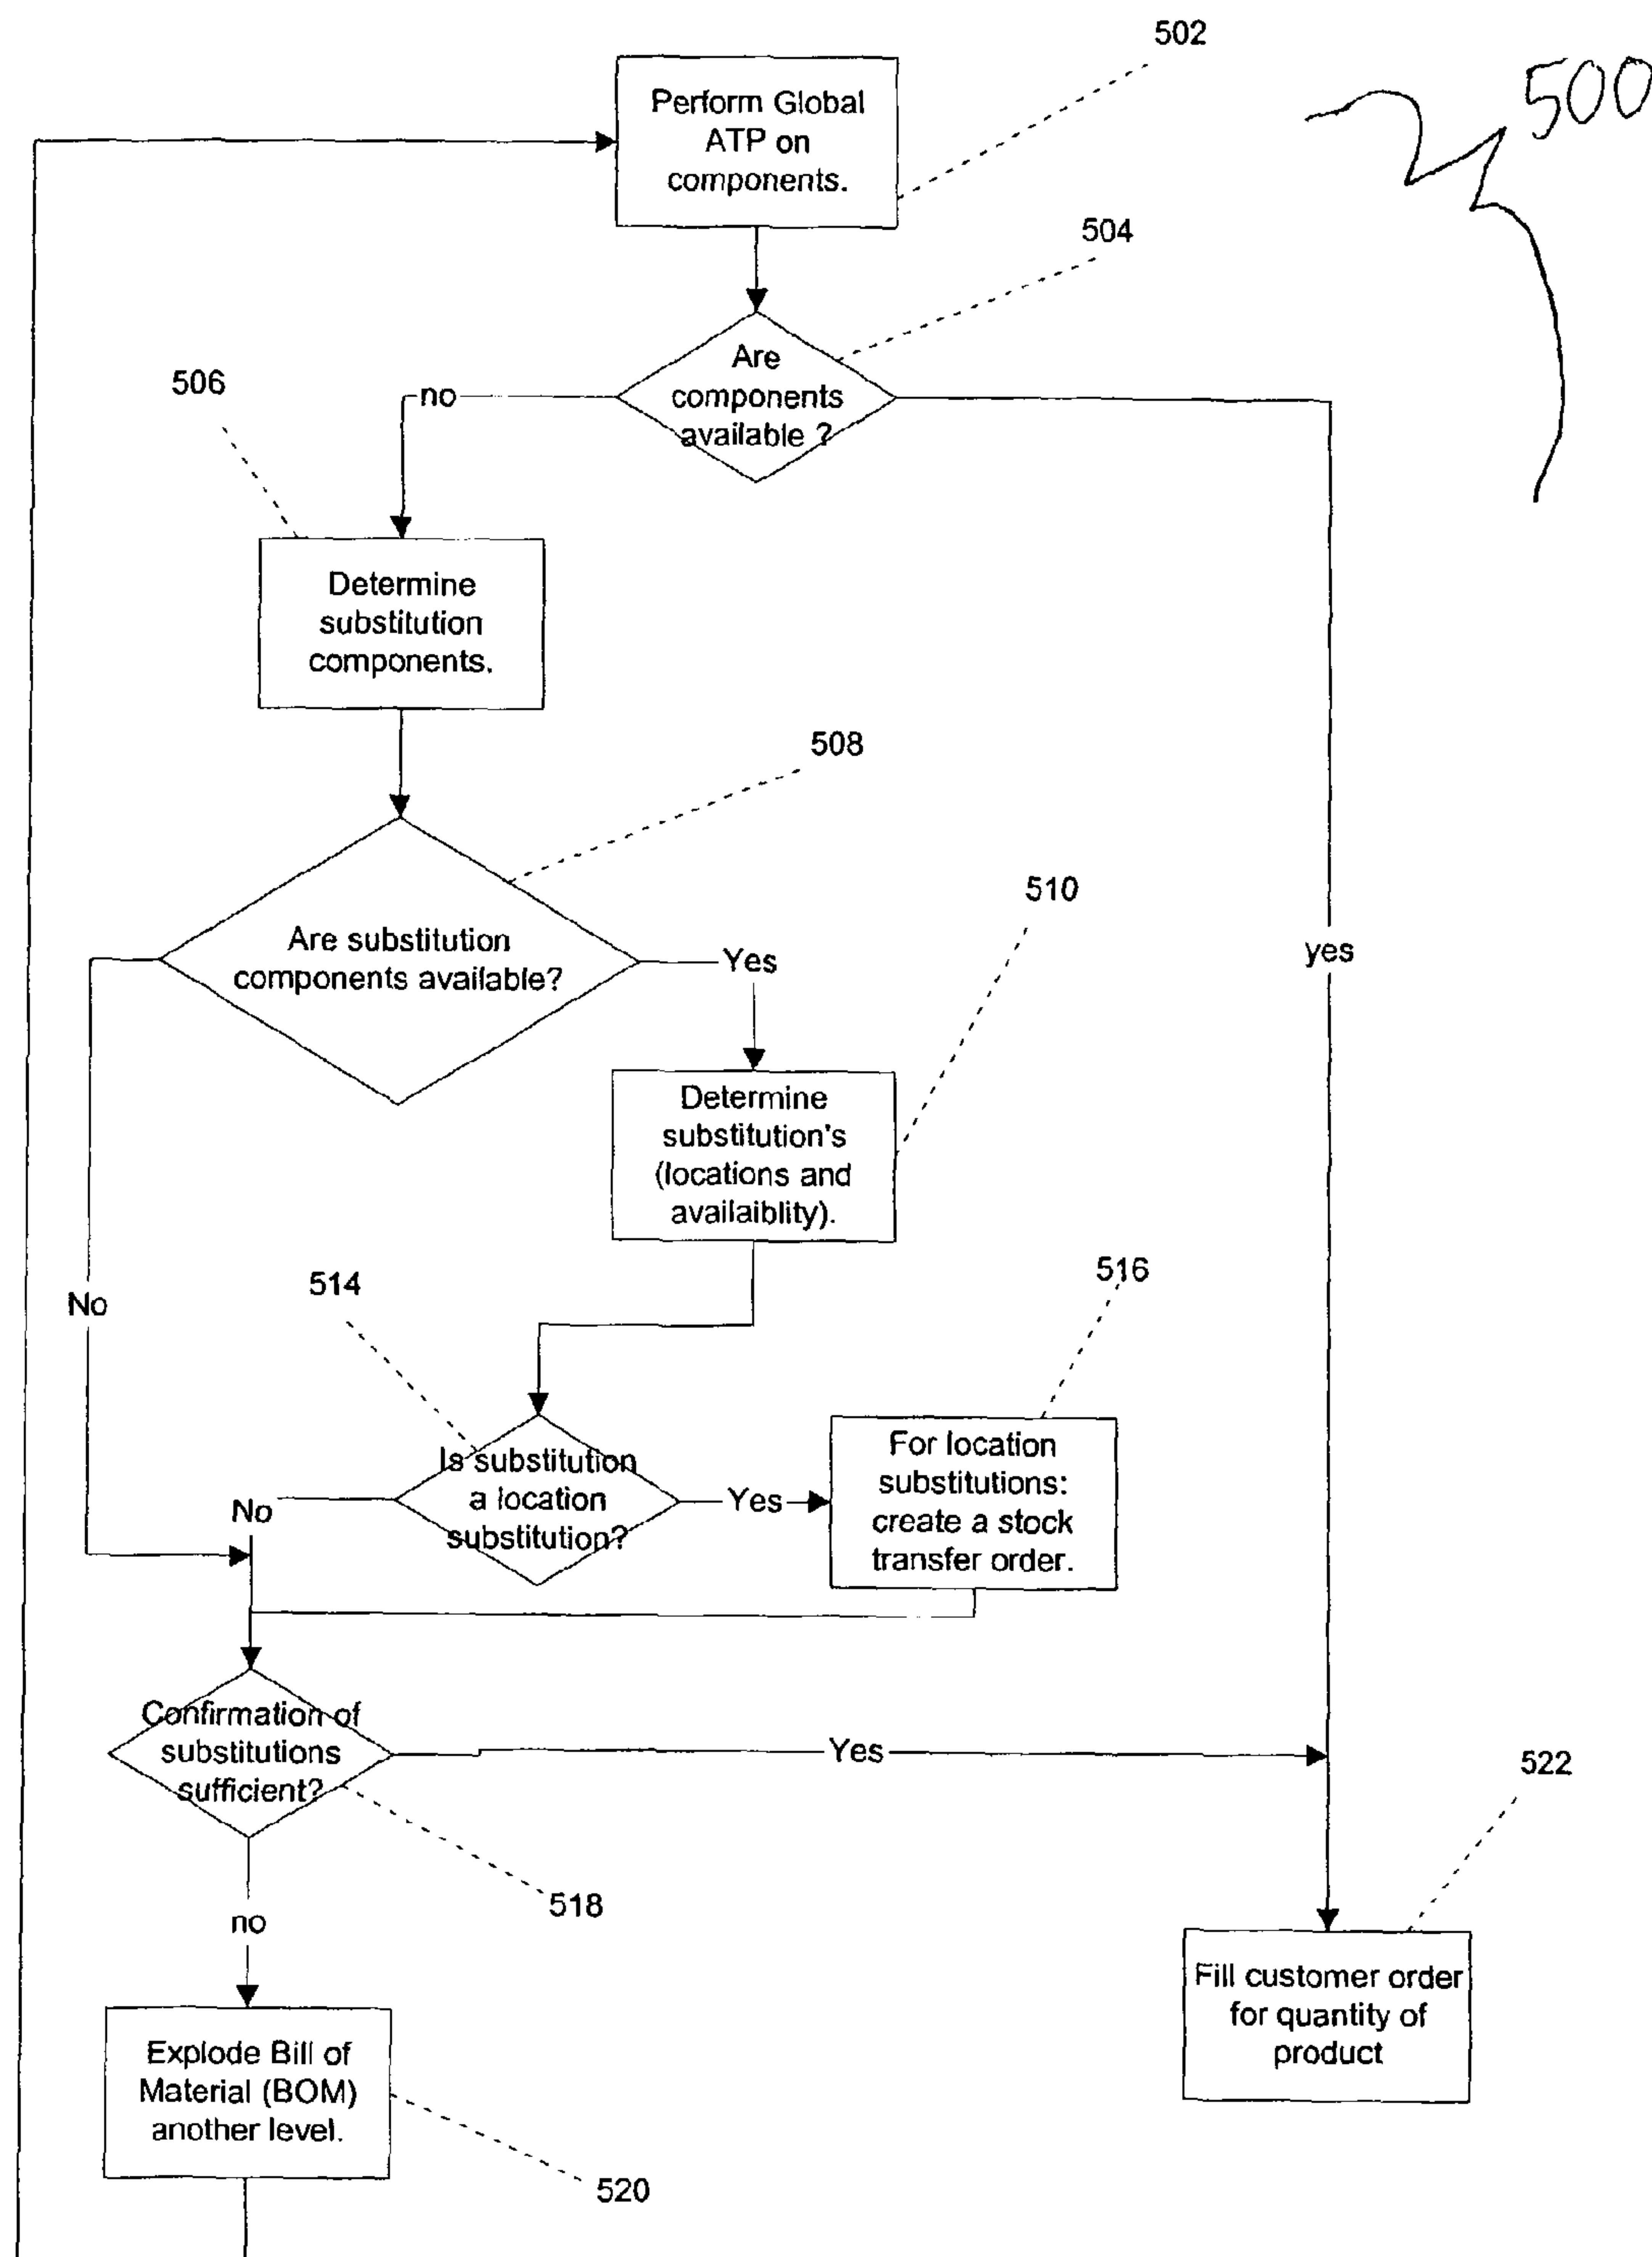 502
500
Perform Global
ATP on
components.
504
Are
components
available ?
no
506
Determine
substitution
components.
508
Are substitution
components available?
Yes
510
yes
Determine
substitution's
(locations and
availaiblity).
No
514
516
Is substitution
a location
substitution?
No
Yes
For location
substitutions:
create a stock
transfer order.
Confirmation of
substitutions
sufficient?
Yes
522
518
no
Fill customer order
for quantity of
product
Explode Bill of
Material (BOM)
another level.
520